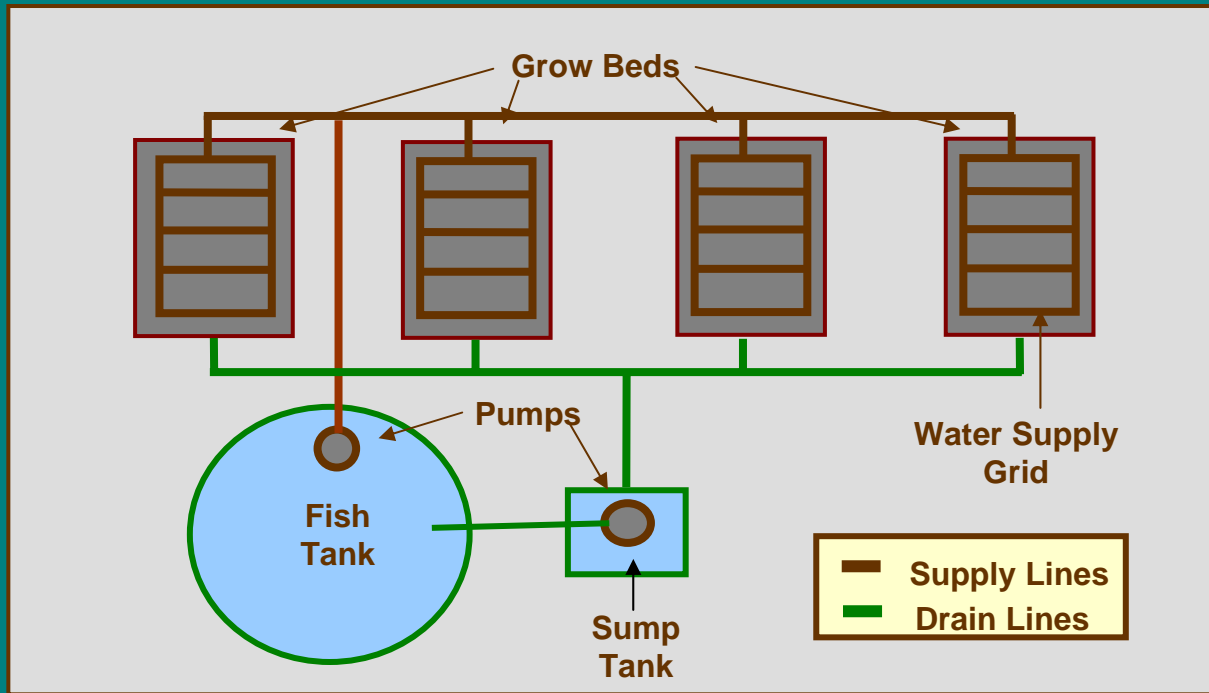 Grow Beds
Pumps
Water Supply
Grid
Fish
Tank
Sump
Tank
Supply Lines
Drain Lines